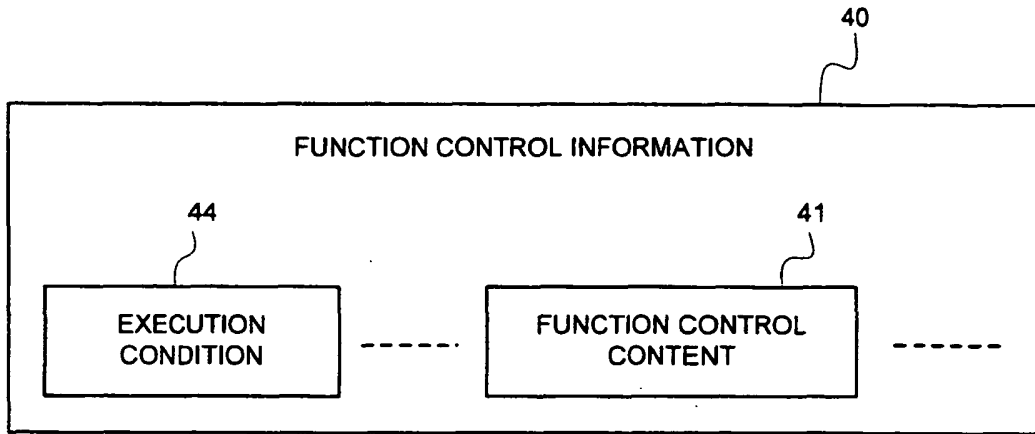 40
FUNCTION CONTROL INFORMATION
44
41
EXECUTION
CONDITION
FUNCTION CONTROL
CONTENT